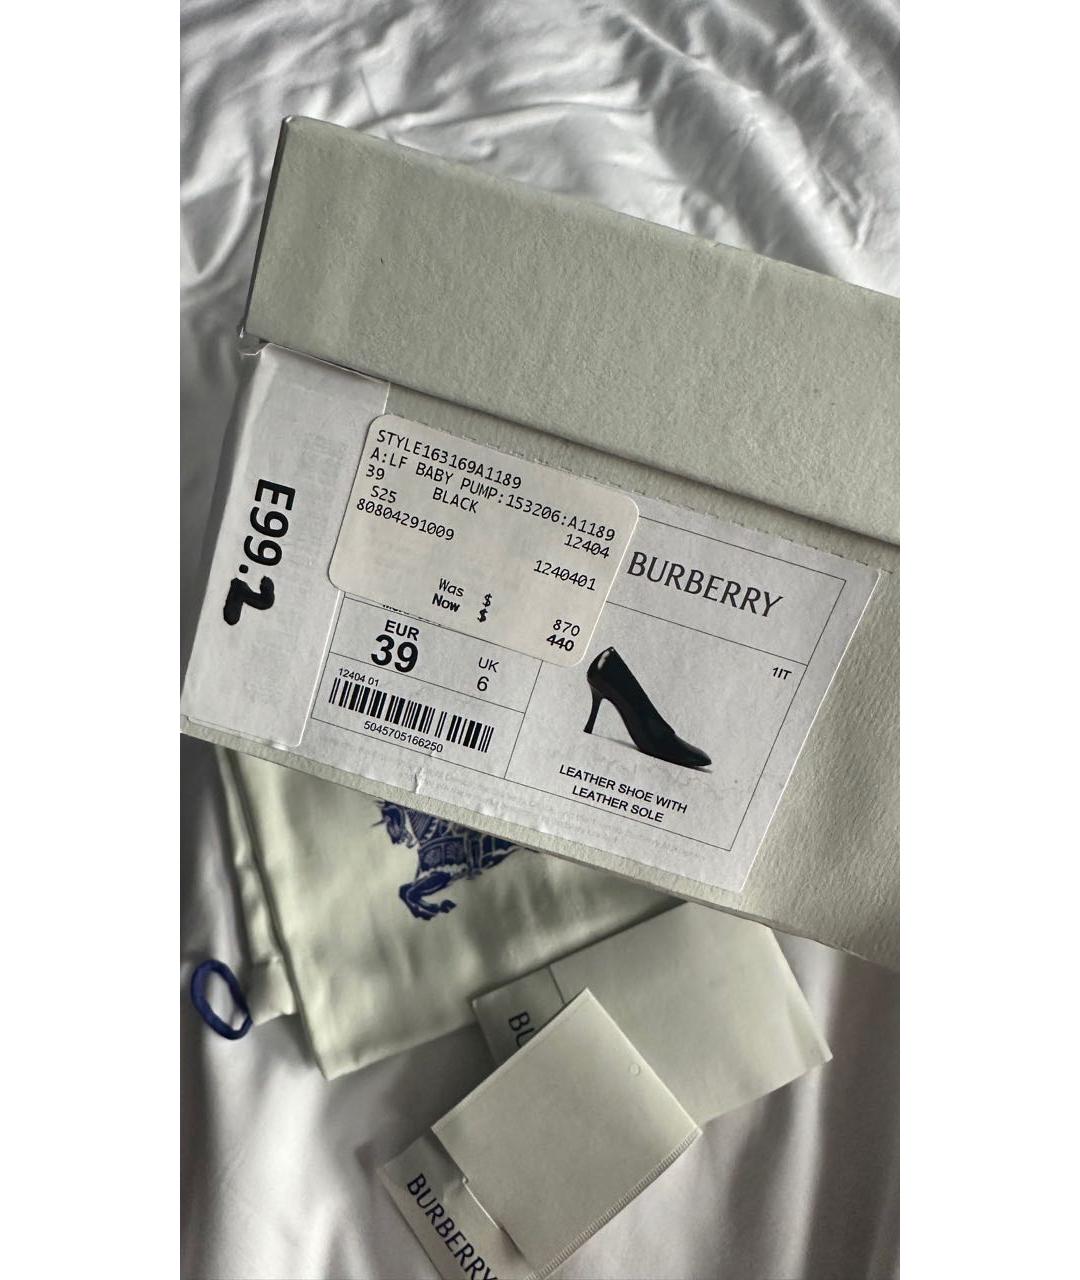 STYLE163169A1189
A:LF BABY PUMP:153206:A1189
39 BLACK 12404
S25
80804291009 1240401
Was $ 870
Now $ 440
E99.2
BURBERRY
EUR
39
UK
6
1IT
12404 01
5045705166250
LEATHER SHOE WITH
LEATHER SOLE
BU
BURBERRY